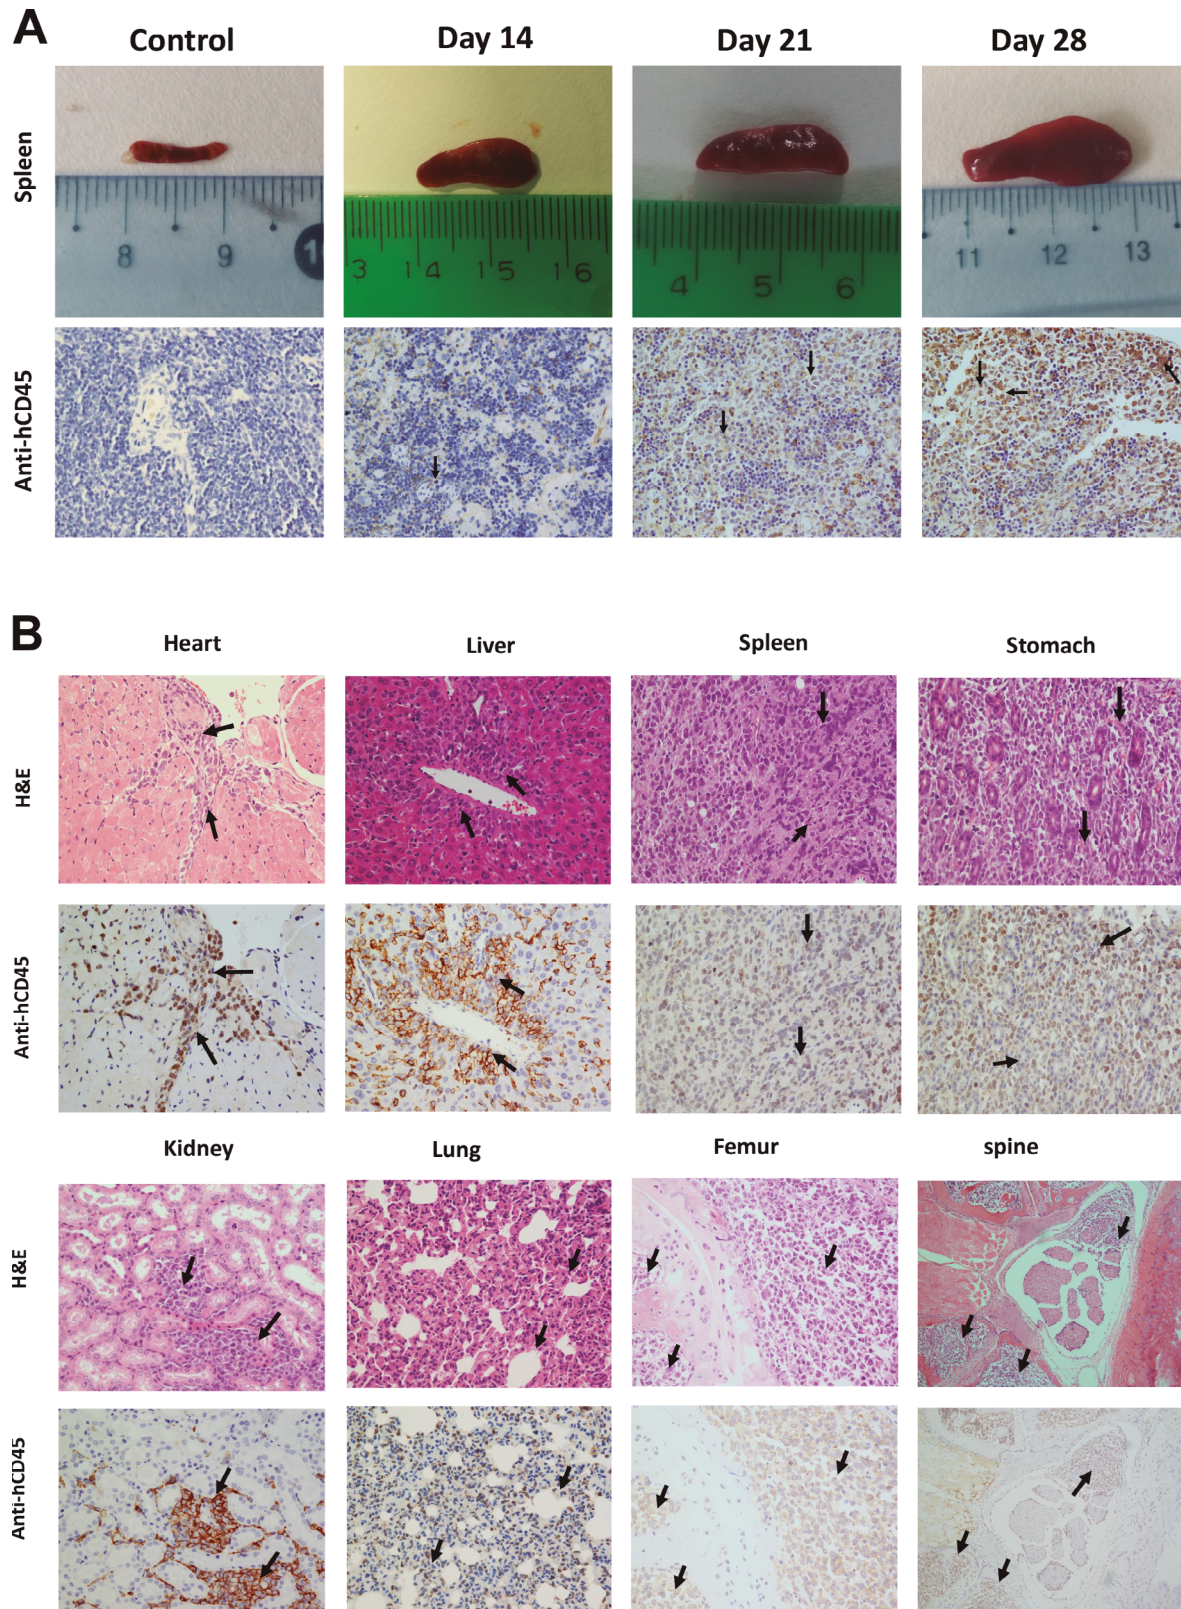 A
Control Day 14 Day 21 Day 28
Spleen
8 9 1
3 14 15 16
4 5 6
11 12 13
Anti-hCD45
B
Heart Liver Spleen Stomach
H&E
Anti-hCD45
Kidney Lung Femur spine
H&E
Anti-hCD45